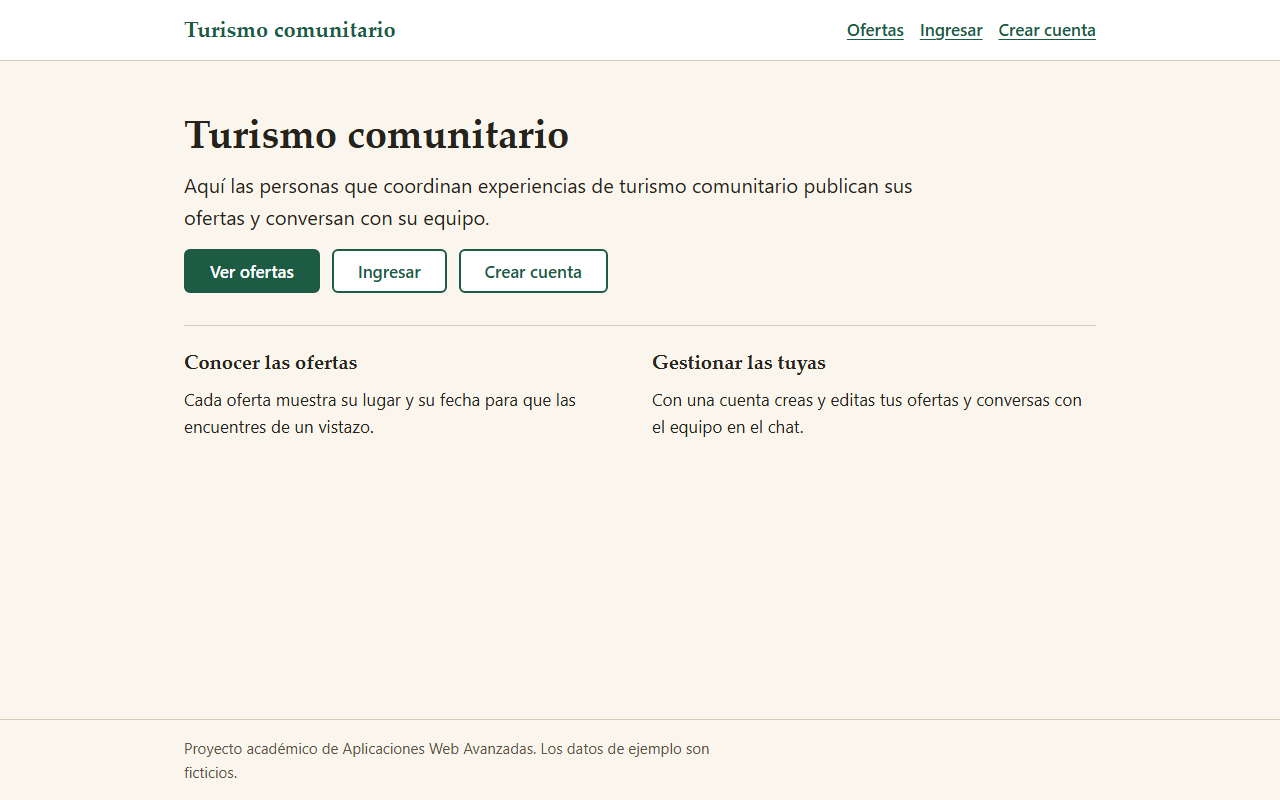 Turismo comunitario
Ofertas Ingresar Crear cuenta
Turismo comunitario
Aquí las personas que coordinan experiencias de turismo comunitario publican sus
ofertas y conversan con su equipo.
Ver ofertas Ingresar Crear cuenta
Conocer las ofertas
Cada oferta muestra su lugar y su fecha para que las
encuentres de un vistazo.
Gestionar las tuyas
Con una cuenta creas y editas tus ofertas y conversas con
el equipo en el chat.
Proyecto académico de Aplicaciones Web Avanzadas. Los datos de ejemplo son
ficticios.